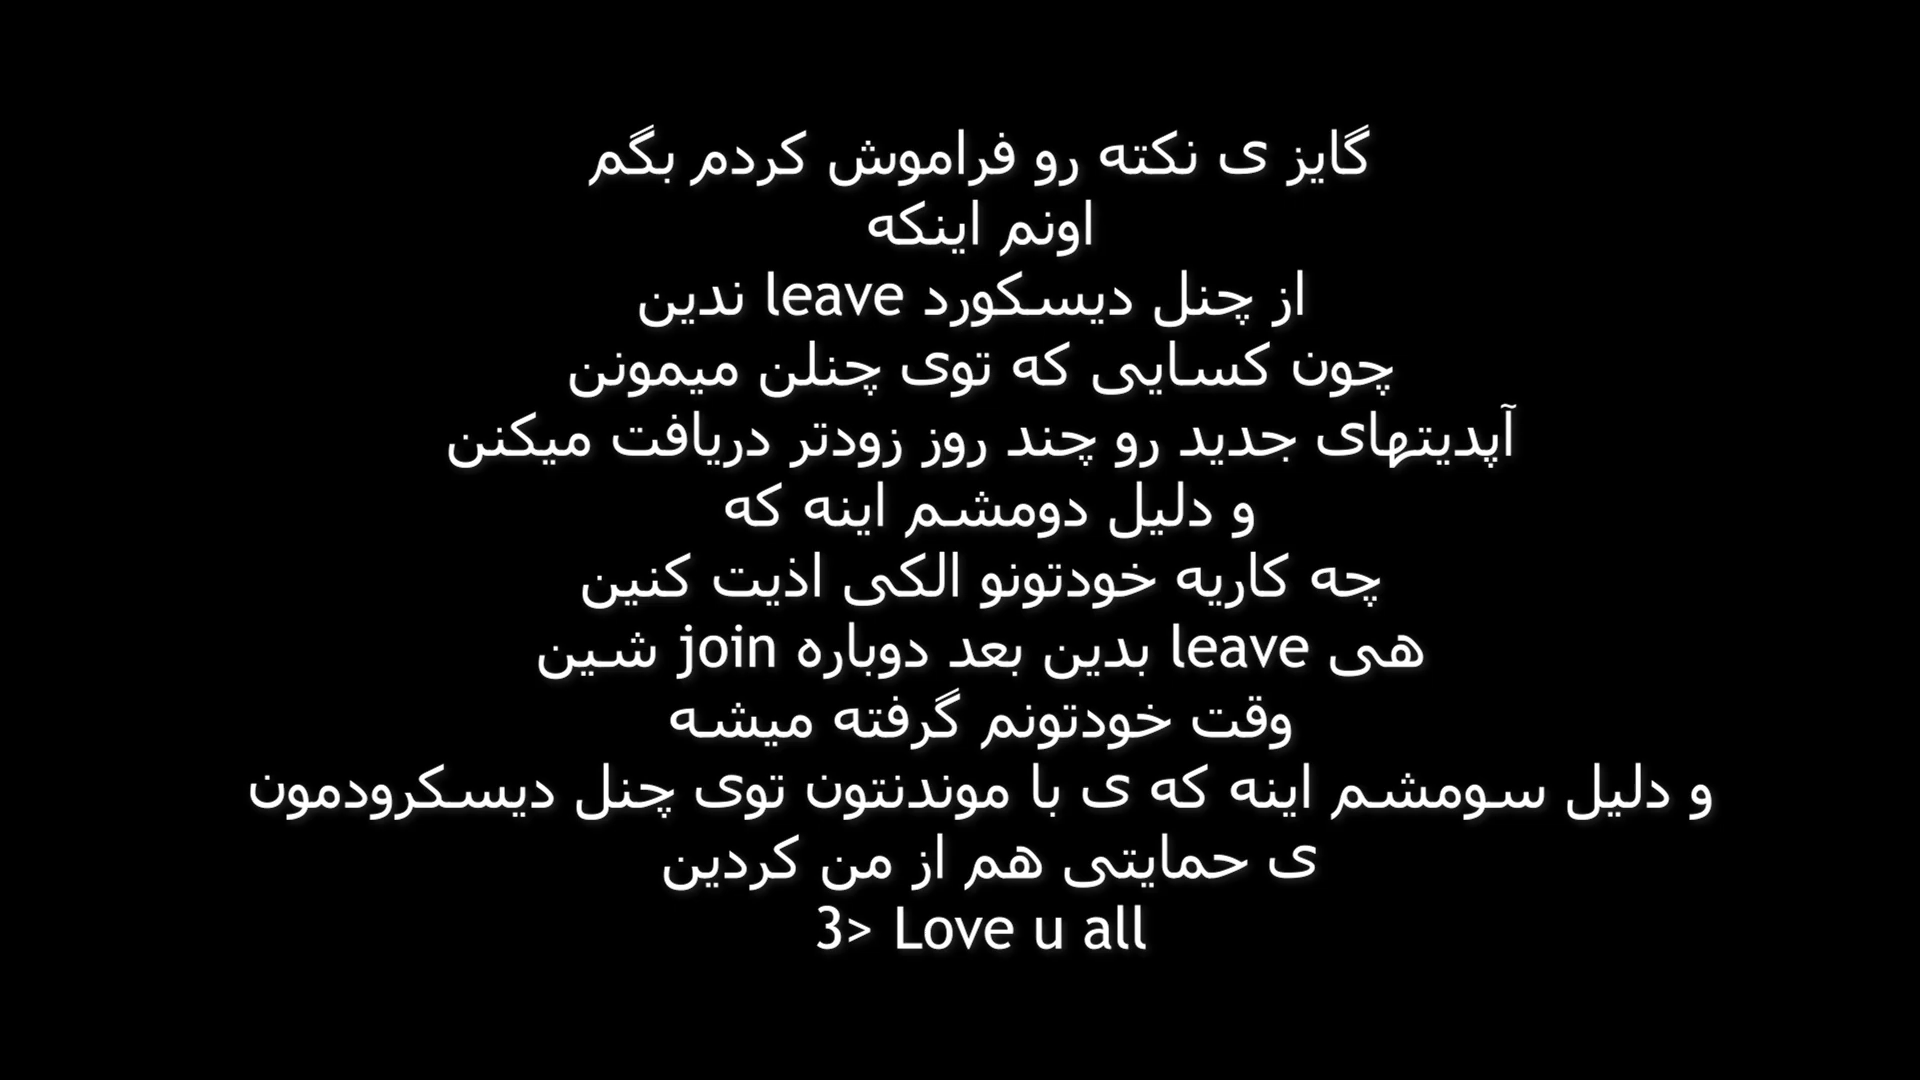 گایز ی نکته رو فراموش کردم بگم
اونم اینکه
از چنل دیسکورد leave ندین
چون کسایی که توی چنلن میمونن
آپدیتهای جدید رو چند روز زودتر دریافت میکنن
و دلیل دومشم اینه که
چه کاریه خودتونو الکی اذیت کنین
هی leave بدین بعد دوباره join شین
وقت خودتونم گرفته میشه
و دلیل سومشم اینه که ی با موندنتون توی چنل دیسکرودمون
ی حمایتی هم از من کردین
3> Love u all